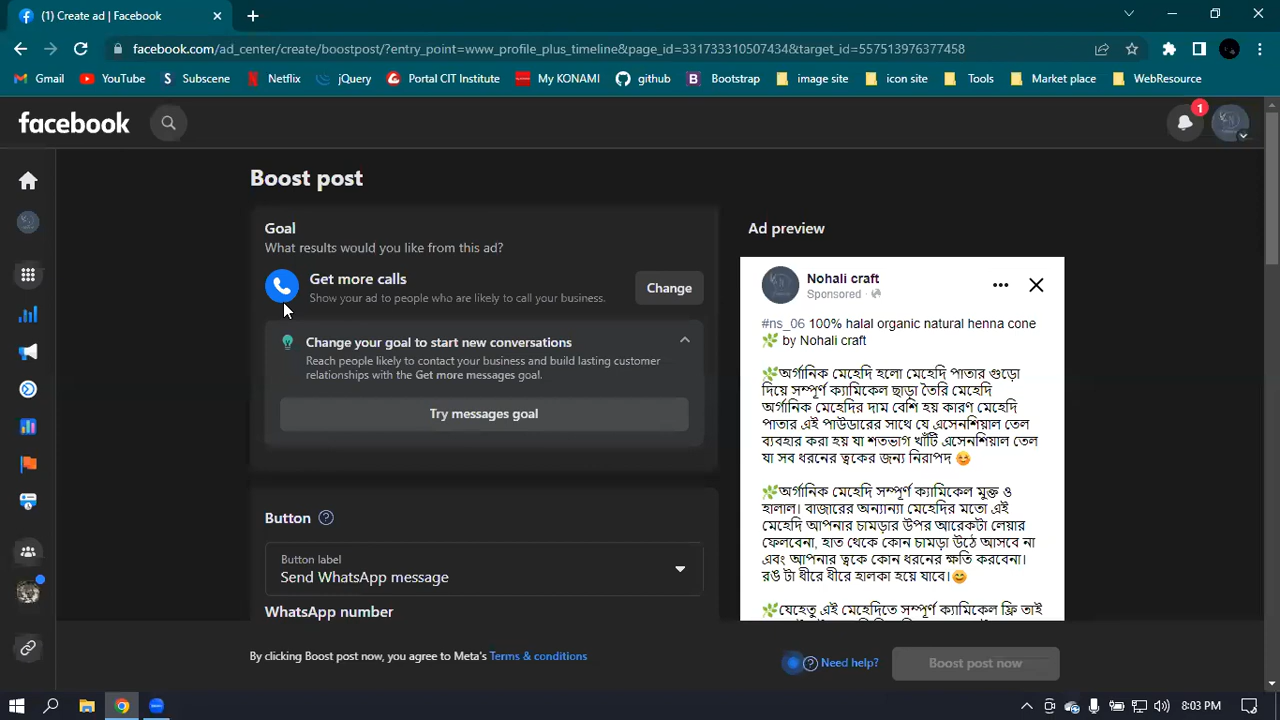 (1) Create ad | Facebook
facebook.com/ad_center/create/boostpost/?entry_point=www_profile_plus_timeline&page_id=331733310507434&target_id=557513976377458
Gmail YouTube Subscene Netflix jQuery Portal CIT Institute My KONAMI github Bootstrap image site icon site Tools Market place WebResource
facebook
1
Boost post
Goal
What results would you like from this ad?
Get more calls
Show your ad to people who are likely to call your business.
Change
Change your goal to start new conversations
Reach people likely to contact your business and build lasting customer
relationships with the Get more messages goal.
Try messages goal
Button
Button label
Send WhatsApp message
WhatsApp number
Ad preview
Nohali craft
Sponsored
#ns_06 100% halal organic natural henna cone
🌿 by Nohali craft
🌿অর্গানিক মেহেদি হলো মেহেদি পাতার গুড়ো
দিয়ে সম্পূর্ণ ক্যামিকেল ছাড়া তৈরি মেহেদি
অর্গানিক মেহেদির দাম বেশি হয় কারণ মেহেদি
পাতার এই পাউডারের সাথে যে এসেনশিয়াল তেল
ব্যবহার করা হয় যা শতভাগ খাঁটি এসেনশিয়াল তেল
যা সব ধরনের ত্বকের জন্য নিরাপদ 😊
🌿অর্গানিক মেহেদি সম্পূর্ণ ক্যামিকেল মুক্ত ও
হালাল। বাজারের অন্যান্যা মেহেদির মতো এই
মেহেদি আপনার চামড়ার উপর আরেকটা লেয়ার
ফেলবেনা, হাত থেকে কোন চামড়া উঠে আসবে না
এবং আপনার ত্বকে কোন ধরনের ক্ষতি করবেনা।
রঙ টা ধীরে ধীরে হালকা হয়ে যাবে।😊
🌿যেহেতু এই মেহেদিতে সম্পূর্ণ ক্যামিকেল ফ্রি তাই
By clicking Boost post now, you agree to Meta's Terms & conditions
Need help?
Boost post now
8:03 PM